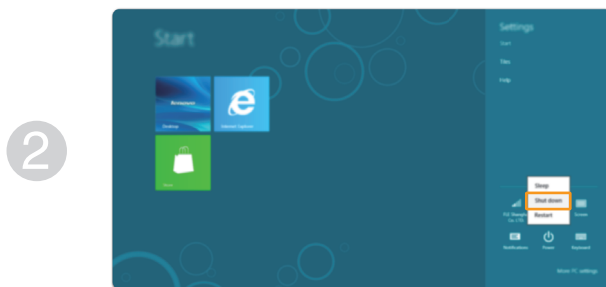 2
Start
Settings
Start
Tiles
Help
Desktop
Internet Explorer
Store
Sleep
Shut down
Restart
Screen
Notifications
Power
Keyboard
More PC settings